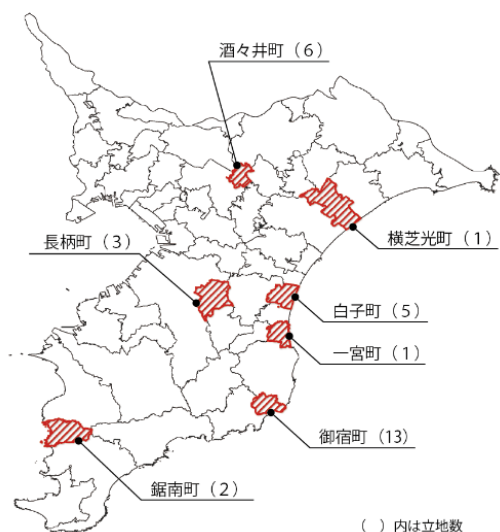 酒々井町（6）
横芝光町（1）
長柄町（3）
白子町（5）
一宮町（1）
御宿町（13）
鋸南町（2）
（　）内は立地数